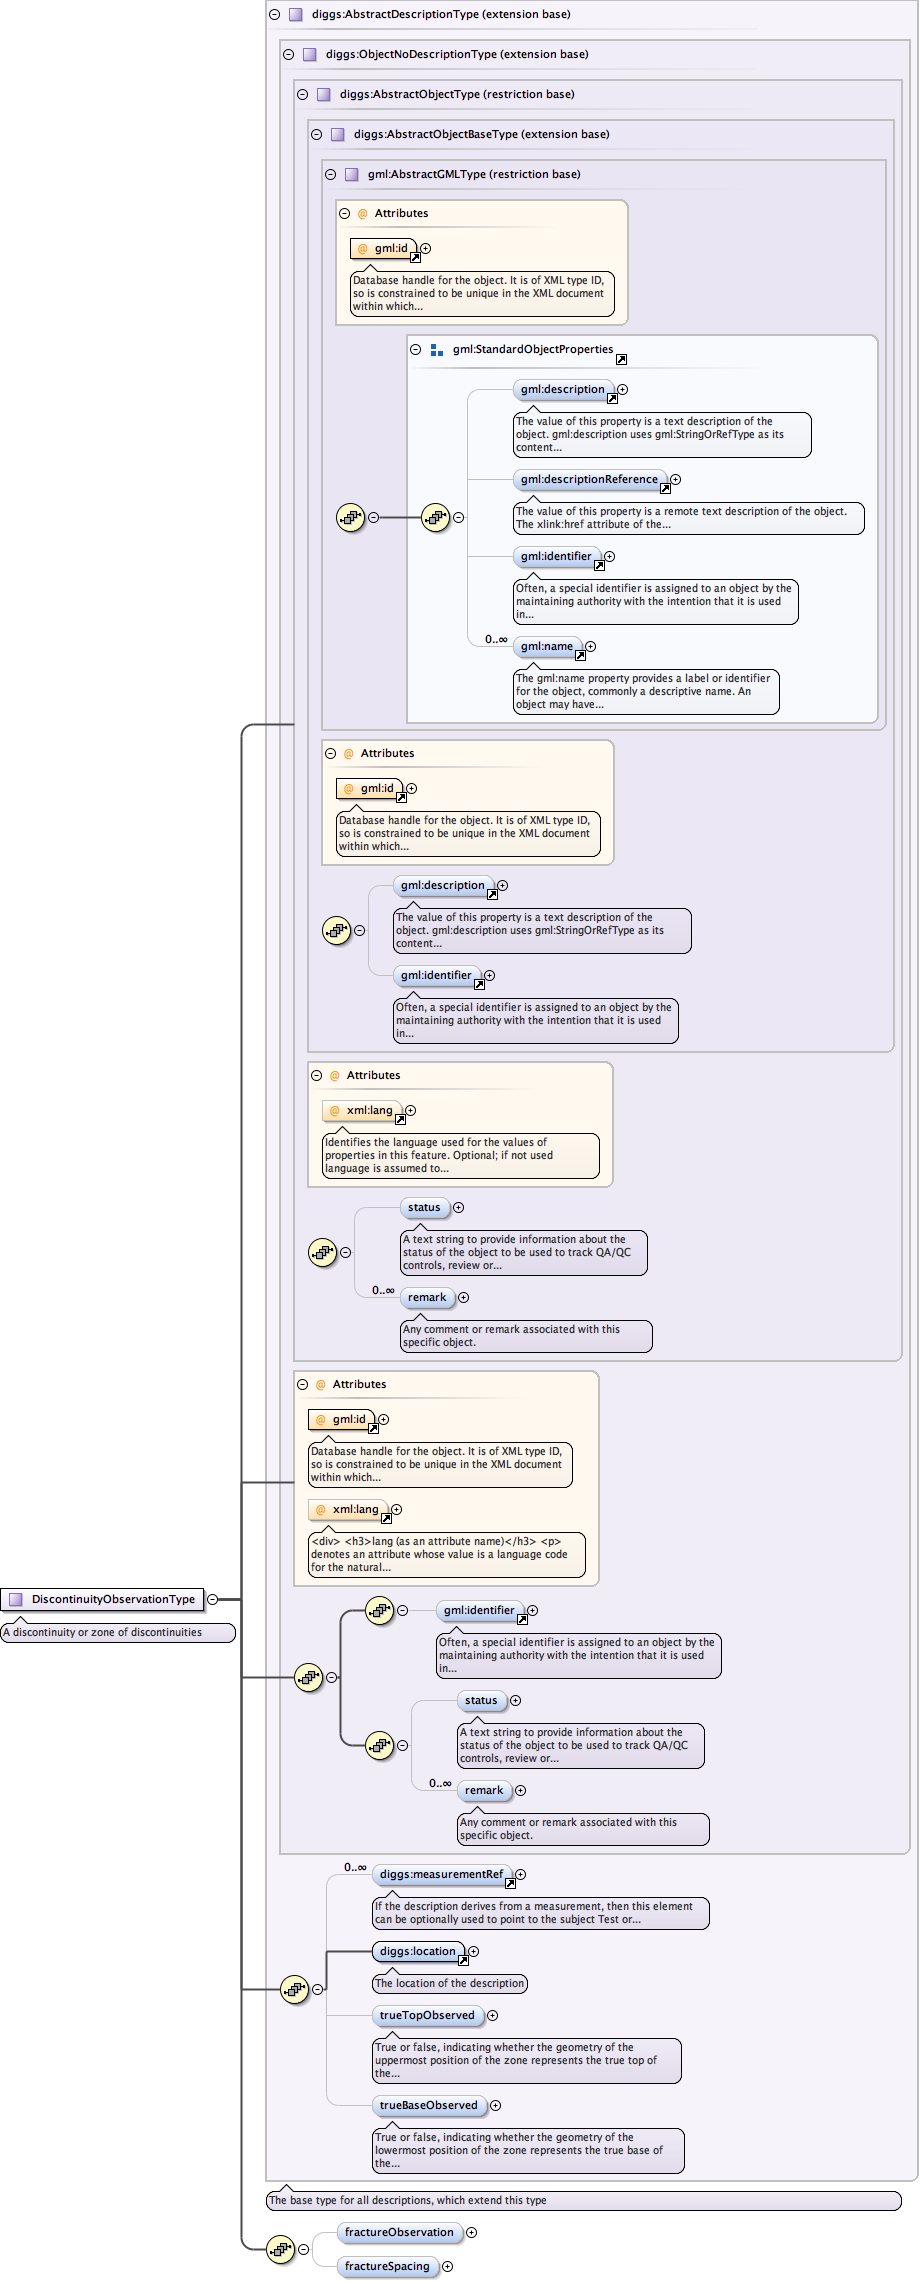 diggs:AbstractDescriptionType (extension base)
diggs:ObjectNoDescriptionType (extension base)
diggs:AbstractObjectType (restriction base)
diggs:AbstractObjectBaseType (extension base)
gml:AbstractGMLType (restriction base)
@ Attributes
@ gml:id
Database handle for the object. It is of XML type ID,
so is constrained to be unique in the XML document
within which...
gml:StandardObjectProperties
gml:description
The value of this property is a text description of the
object. gml:description uses gml:StringOrRefType as its
content...
gml:descriptionReference
The value of this property is a remote text description of the object.
The xlink:href attribute of the...
gml:identifier
Often, a special identifier is assigned to an object by the
maintaining authority with the intention that it is used
in...
0..∞
gml:name
The gml:name property provides a label or identifier
for the object, commonly a descriptive name. An
object may have...
@ Attributes
@ gml:id
Database handle for the object. It is of XML type ID,
so is constrained to be unique in the XML document
within which...
gml:description
The value of this property is a text description of the
object. gml:description uses gml:StringOrRefType as its
content...
gml:identifier
Often, a special identifier is assigned to an object by the
maintaining authority with the intention that it is used
in...
@ Attributes
@ xml:lang
Identifies the language used for the values of
properties in this feature. Optional; if not used
language is assumed to...
status
A text string to provide information about the
status of the object to be used to track QA/QC
controls, review or...
0..∞
remark
Any comment or remark associated with this
specific object.
@ Attributes
@ gml:id
Database handle for the object. It is of XML type ID,
so is constrained to be unique in the XML document
within which...
@ xml:lang
<div> <h3>lang (as an attribute name)</h3> <p>
denotes an attribute whose value is a language code
for the natural...
DiscontinuityObservationType
A discontinuity or zone of discontinuities
gml:identifier
Often, a special identifier is assigned to an object by the
maintaining authority with the intention that it is used
in...
status
A text string to provide information about the
status of the object to be used to track QA/QC
controls, review or...
0..∞
remark
Any comment or remark associated with this
specific object.
0..∞
diggs:measurementRef
If the description derives from a measurement, then this element
can be optionally used to point to the subject Test or...
diggs:location
The location of the description
trueTopObserved
True or false, indicating whether the geometry of the
uppermost position of the zone represents the true top of
the...
trueBaseObserved
True or false, indicating whether the geometry of the
lowermost position of the zone represents the true base of
the...
The base type for all descriptions, which extend this type
fractureObservation
fractureSpacing